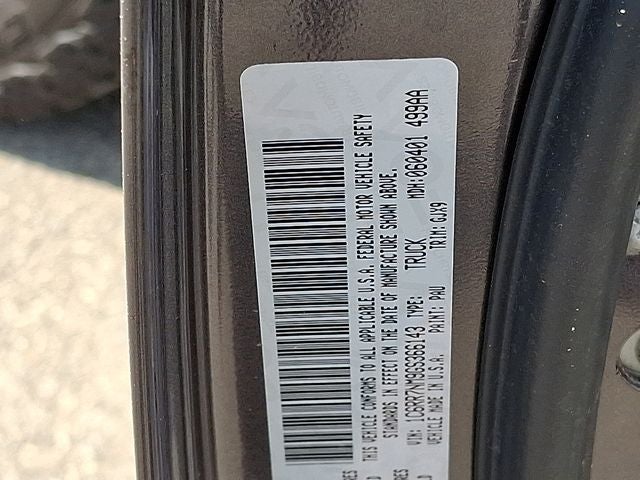 THIS VEHICLE CONFORMS TO ALL APPLICABLE U.S.A. FEDERAL MOTOR VEHICLE SAFETY
STANDARDS IN EFFECT ON THE DATE OF MANUFACTURE SHOWN ABOVE.
VIN: 1C6RR7KM9GS366143 TYPE: TRUCK MDH:060401 499AA
VEHICLE MADE IN U.S.A. PAINT: PAU TRIM: GJX9